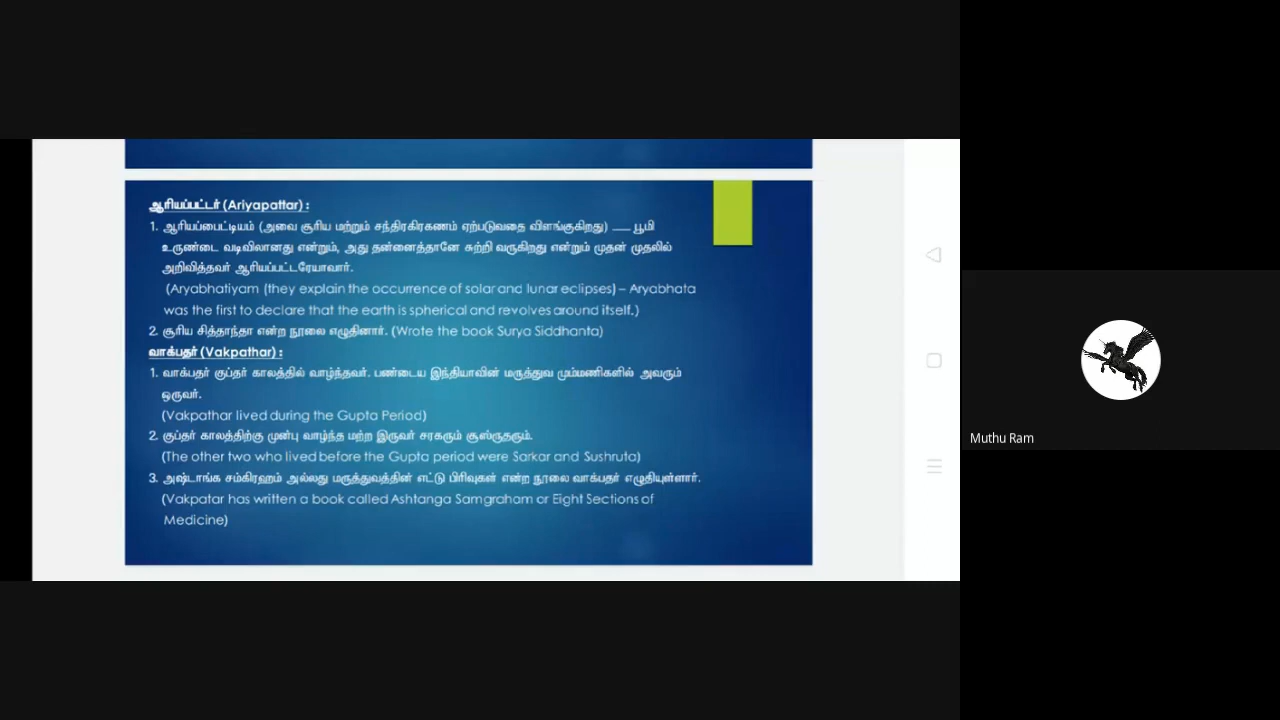 ஆரியப்பட்டர் (Ariyapattar) :
1. ஆரியப்பைட்டியம் (அவை சூரிய மற்றும் சந்திரகிரகணம் ஏற்படுவதை விளங்குகிறது) ___ பூமி
உருண்டை வடிவிலானது என்றும், அது தன்னைத்தானே சுற்றி வருகிறது என்றும் முதன் முதலில்
அறிவித்தவர் ஆரியப்பட்டரேயாவார்.
(Aryabhatiyam (they explain the occurrence of solar and lunar eclipses) – Aryabhata
was the first to declare that the earth is spherical and revolves around itself.)
2. சூரிய சித்தாந்தா என்ற நூலை எழுதினார். (Wrote the book Surya Siddhanta)
வாக்பதர் (Vakpathar) :
1. வாக்பதர் குப்தர் காலத்தில் வாழ்ந்தவர். பண்டைய இந்தியாவின் மருத்துவ மும்மணிகளில் அவரும்
ஒருவர்.
(Vakpathar lived during the Gupta Period)
2. குப்தர் காலத்திற்கு முன்பு வாழ்ந்த மற்ற இருவர் சரகரும் சூஸ்ருதரும்.
(The other two who lived before the Gupta period were Sarkar and Sushruta)
3. அஷ்டாங்க சம்கிரஹம் அல்லது மருத்துவத்தின் எட்டு பிரிவுகள் என்ற நூலை வாக்பதர் எழுதியுள்ளார்.
(Vakpatar has written a book called Ashtanga Samgraham or Eight Sections of
Medicine)
Muthu Ram